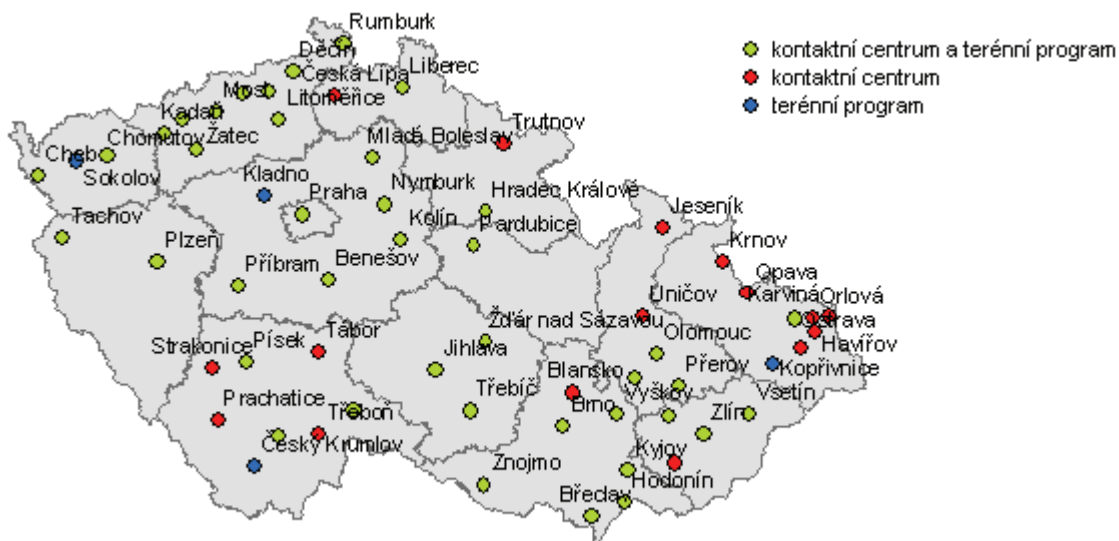 Rumburk
Děčín
Česká Lípa
Liberec
Most
Litoměřice
Kadaň
Trutnov
Chomutov
Žatec
Mladá Boleslav
Cheb
Sokolov
Kladno
Praha
Nymburk
Hradec Králové
Tachov
Kolín
Pardubice
Jeseník
Plzeň
Krnov
Příbram
Benešov
Opava
Karviná
Orlová
Uničov
Ostrava
Žďár nad Sázavou
Olomouc
Havířov
Strakonice
Písek
Tábor
Jihlava
Přerov
Kopřivnice
Blansko
Prachatice
Třeboň
Třebíč
Vyškov
Vsetín
Brno
Zlín
Český Krumlov
Kyjov
Znojmo
Hodonín
Břeclav
kontaktní centrum a terénní program
kontaktní centrum
terénní program